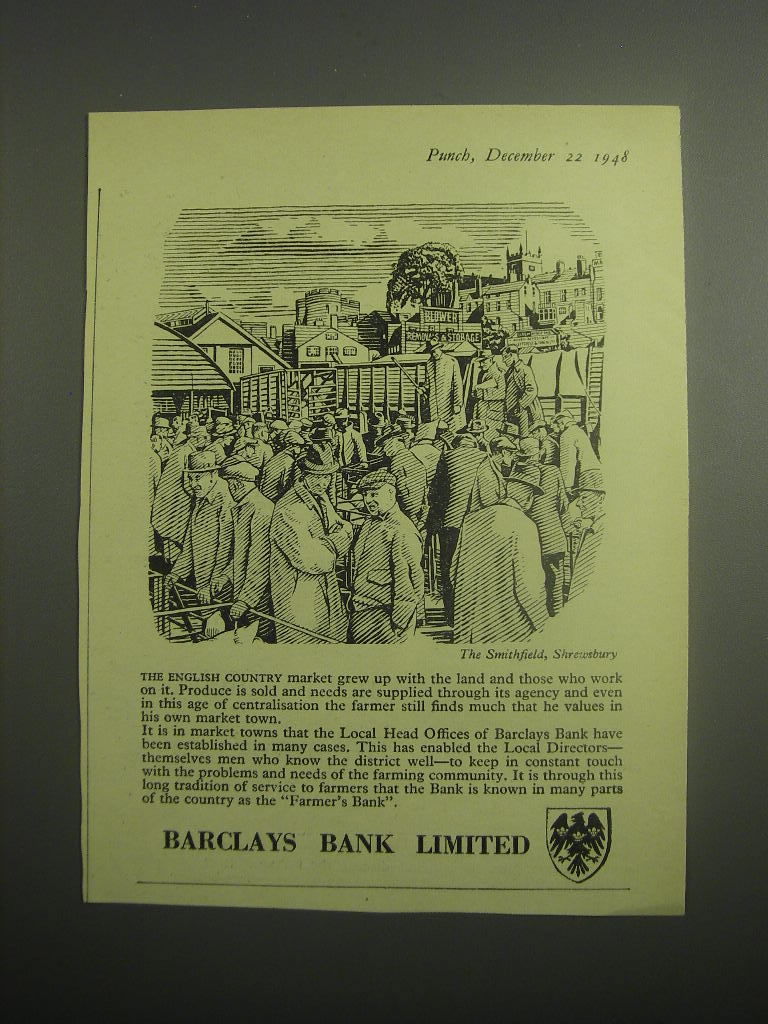 Punch, December 22 1948
BLOWER
REMOVALS & STORAGE
The Smithfield, Shrewsbury
THE ENGLISH COUNTRY market grew up with the land and those who work
on it. Produce is sold and needs are supplied through its agency and even
in this age of centralisation the farmer still finds much that he values in
his own market town.
It is in market towns that the Local Head Offices of Barclays Bank have
been established in many cases. This has enabled the Local Directors—
themselves men who know the district well—to keep in constant touch
with the problems and needs of the farming community. It is through this
long tradition of service to farmers that the Bank is known in many parts
of the country as the “Farmer's Bank”.
BARCLAYS BANK LIMITED